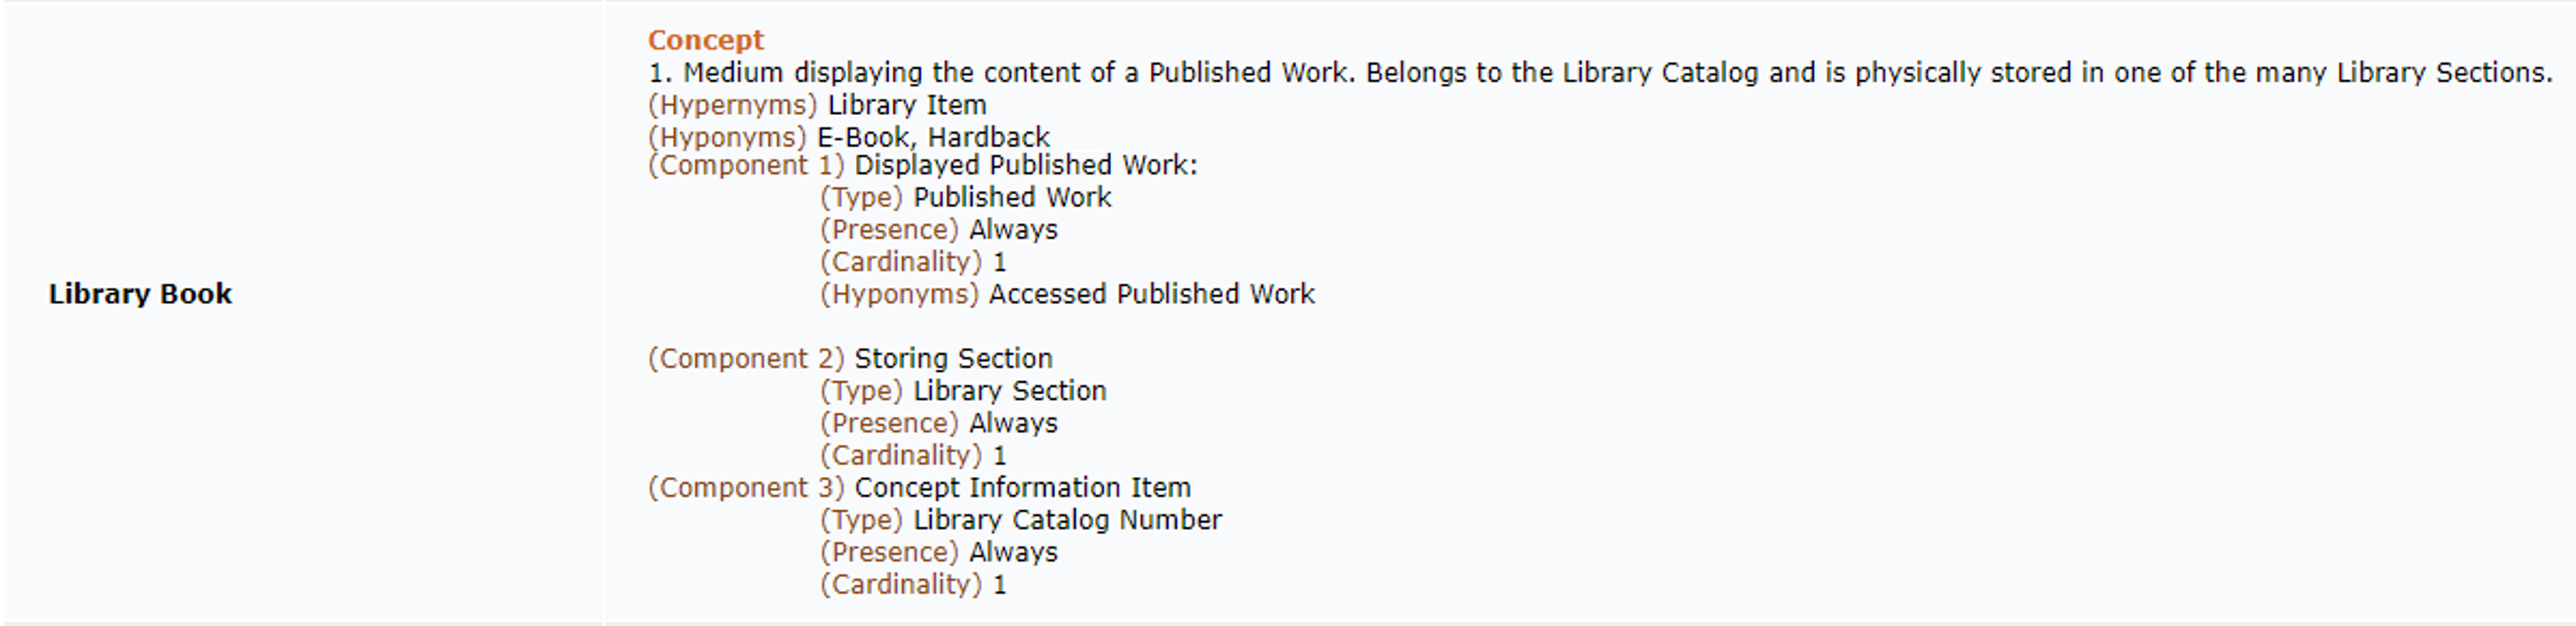 Library Book
Concept
1. Medium displaying the content of a Published Work. Belongs to the Library Catalog and is physically stored in one of the many Library Sections.
(Hypernyms) Library Item
(Hyponyms) E-Book, Hardback
(Component 1) Displayed Published Work:
(Type) Published Work
(Presence) Always
(Cardinality) 1
(Hyponyms) Accessed Published Work
(Component 2) Storing Section
(Type) Library Section
(Presence) Always
(Cardinality) 1
(Component 3) Concept Information Item
(Type) Library Catalog Number
(Presence) Always
(Cardinality) 1